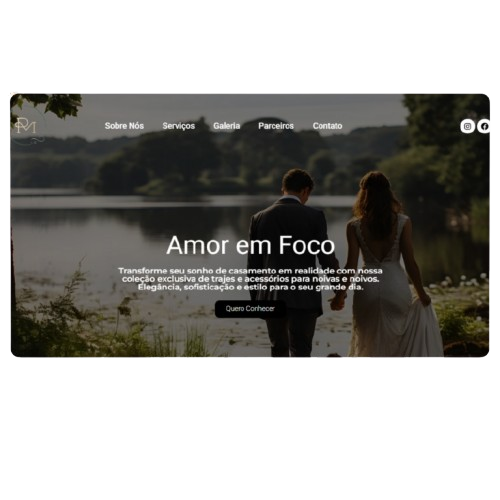 Sobre Nós
Serviços
Galeria
Parceiros
Contato
Amor em Foco
Transforme seu sonho de casamento em realidade com nossa
coleção exclusiva de trajes e acessórios para noivas e noivos.
Elegância, sofisticação e estilo para o seu grande dia.
Quero Conhecer